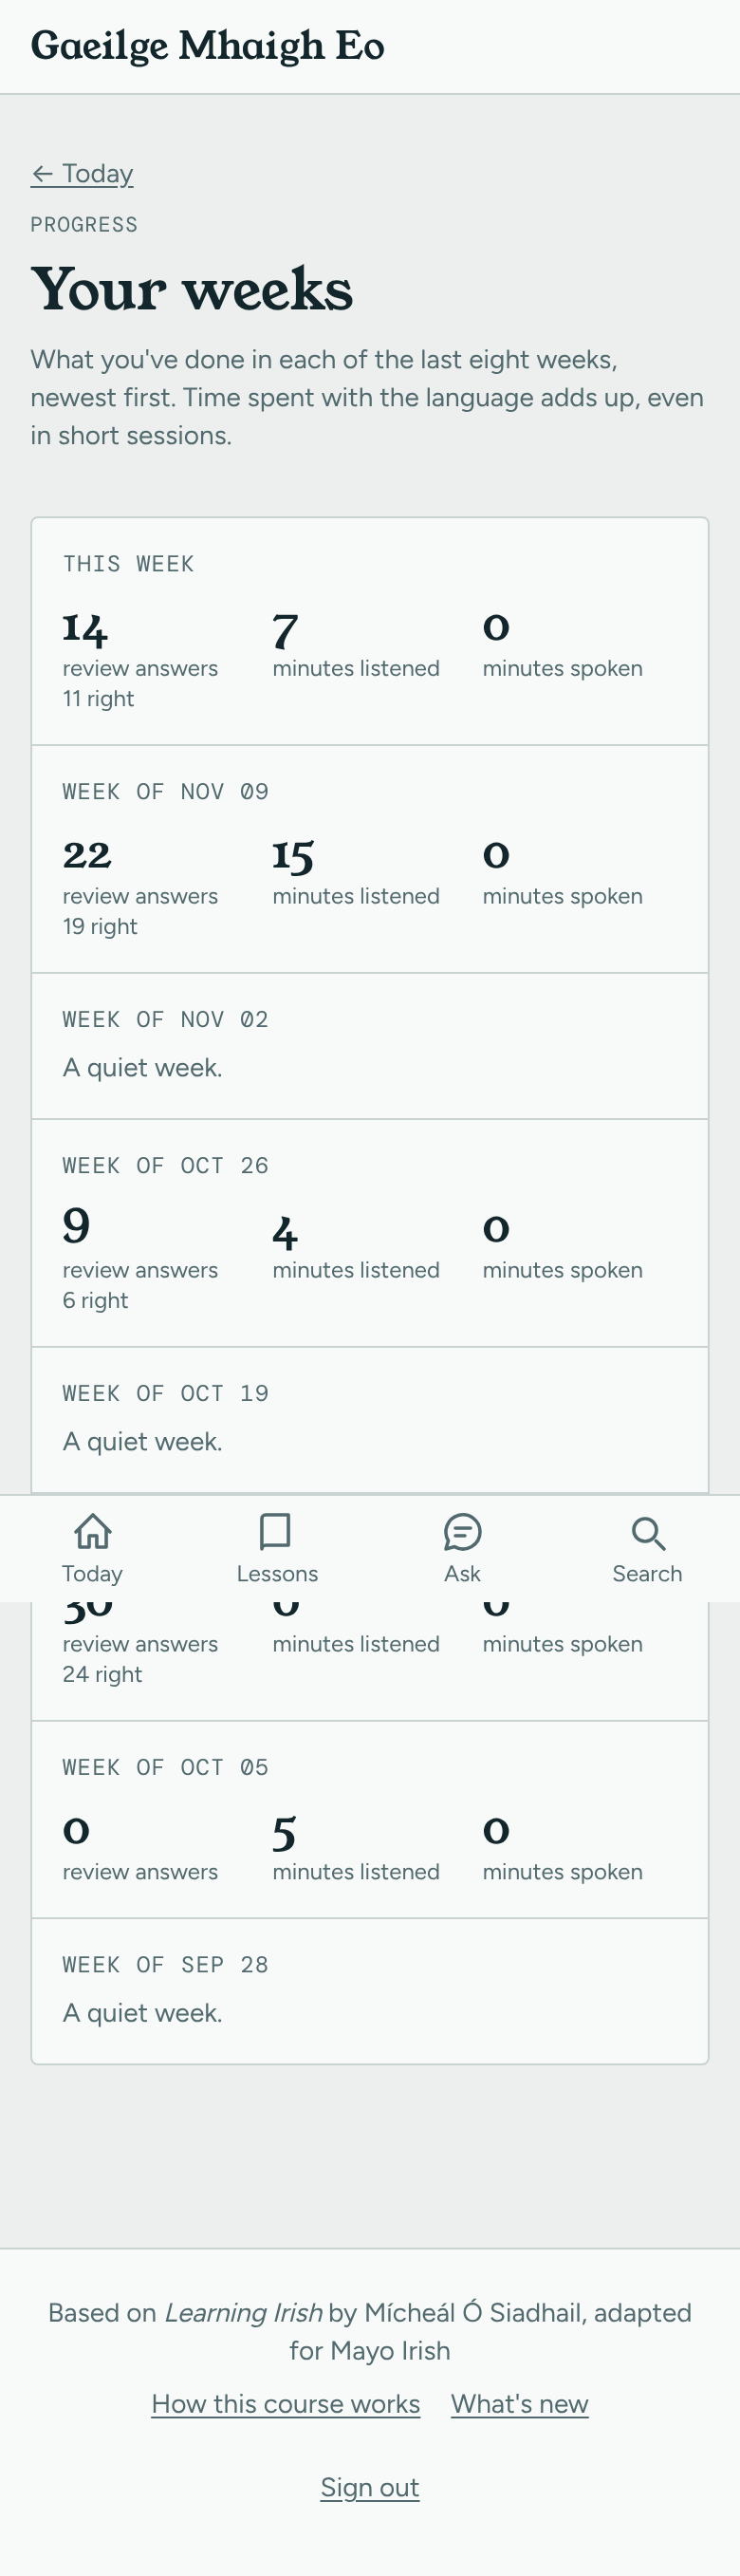 Gaeilge Mhaigh Eo
← Today
PROGRESS
Your weeks
What you've done in each of the last eight weeks,
newest first. Time spent with the language adds up, even
in short sessions.
THIS WEEK
14 7 0
review answers minutes listened minutes spoken
11 right
WEEK OF NOV 09
22 15 0
review answers minutes listened minutes spoken
19 right
WEEK OF NOV 02
A quiet week.
WEEK OF OCT 26
9 4 0
review answers minutes listened minutes spoken
6 right
WEEK OF OCT 19
A quiet week.
Today Lessons Ask Search
review answers minutes listened minutes spoken
24 right
WEEK OF OCT 05
0 5 0
review answers minutes listened minutes spoken
WEEK OF SEP 28
A quiet week.
Based on Learning Irish by Mícheál Ó Siadhail, adapted
for Mayo Irish
How this course works What's new
Sign out